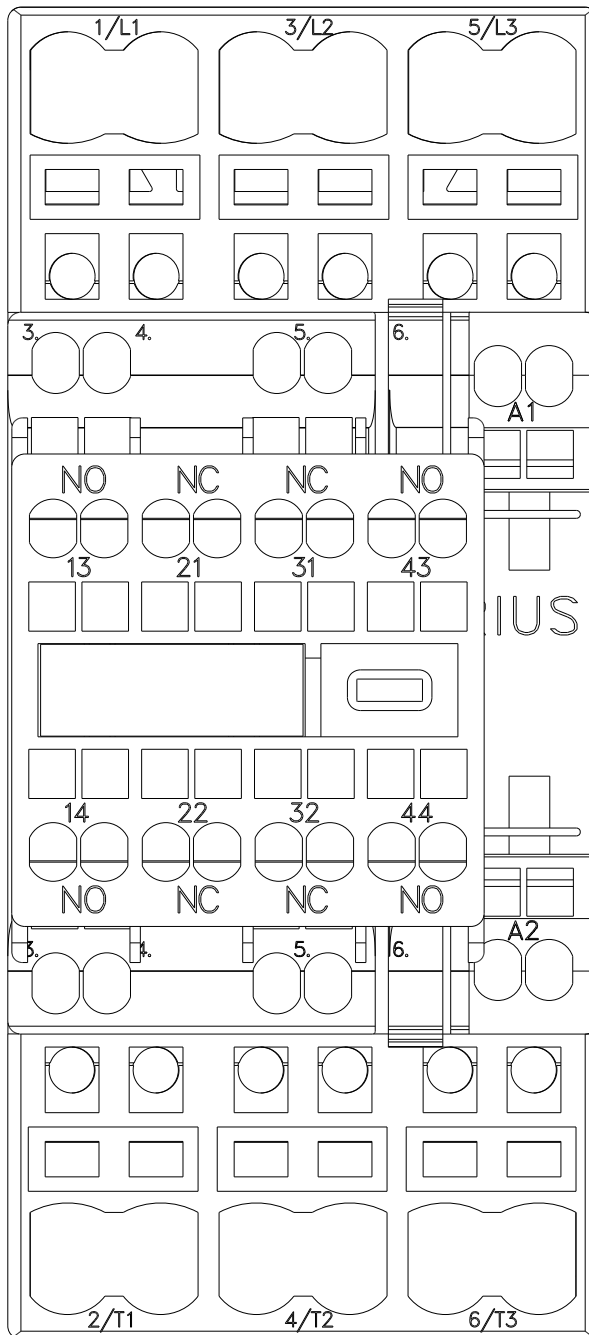 1/L1 3/L2 5/L3
3. 4. 5. 6.
A1
NO NC NC NO
13 21 31 43
RIUS
14 22 32 44
NO NC NC NO
A2
3. 4. 5. 6.
2/T1 4/T2 6/T3